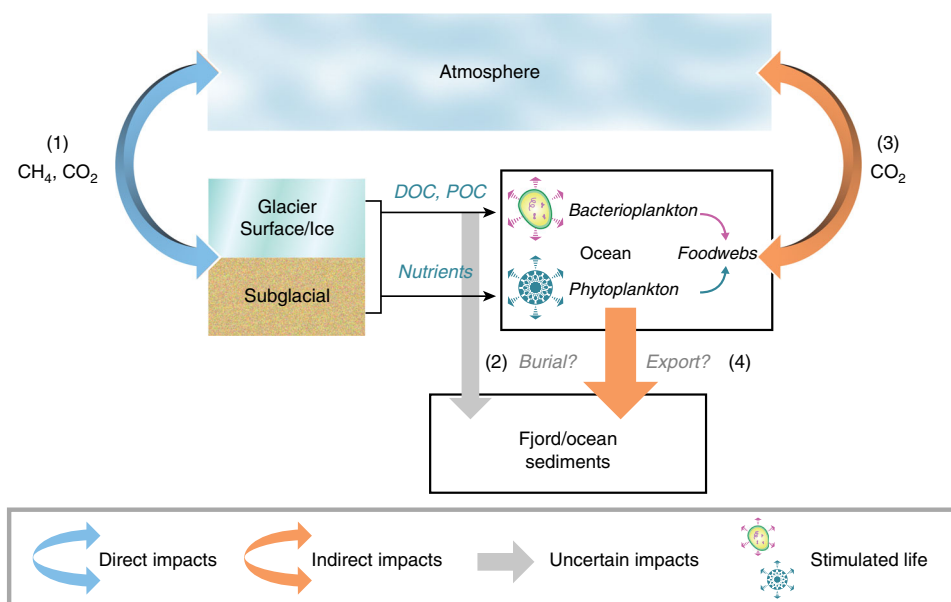 Atmosphere
(1)
CH₄, CO₂
(3)
CO₂
Glacier
Surface/Ice
Subglacial
DOC, POC
Nutrients
Bacterioplankton
Ocean
Foodwebs
Phytoplankton
(2) Burial?
Export? (4)
Fjord/ocean
sediments
Direct impacts
Indirect impacts
Uncertain impacts
Stimulated life